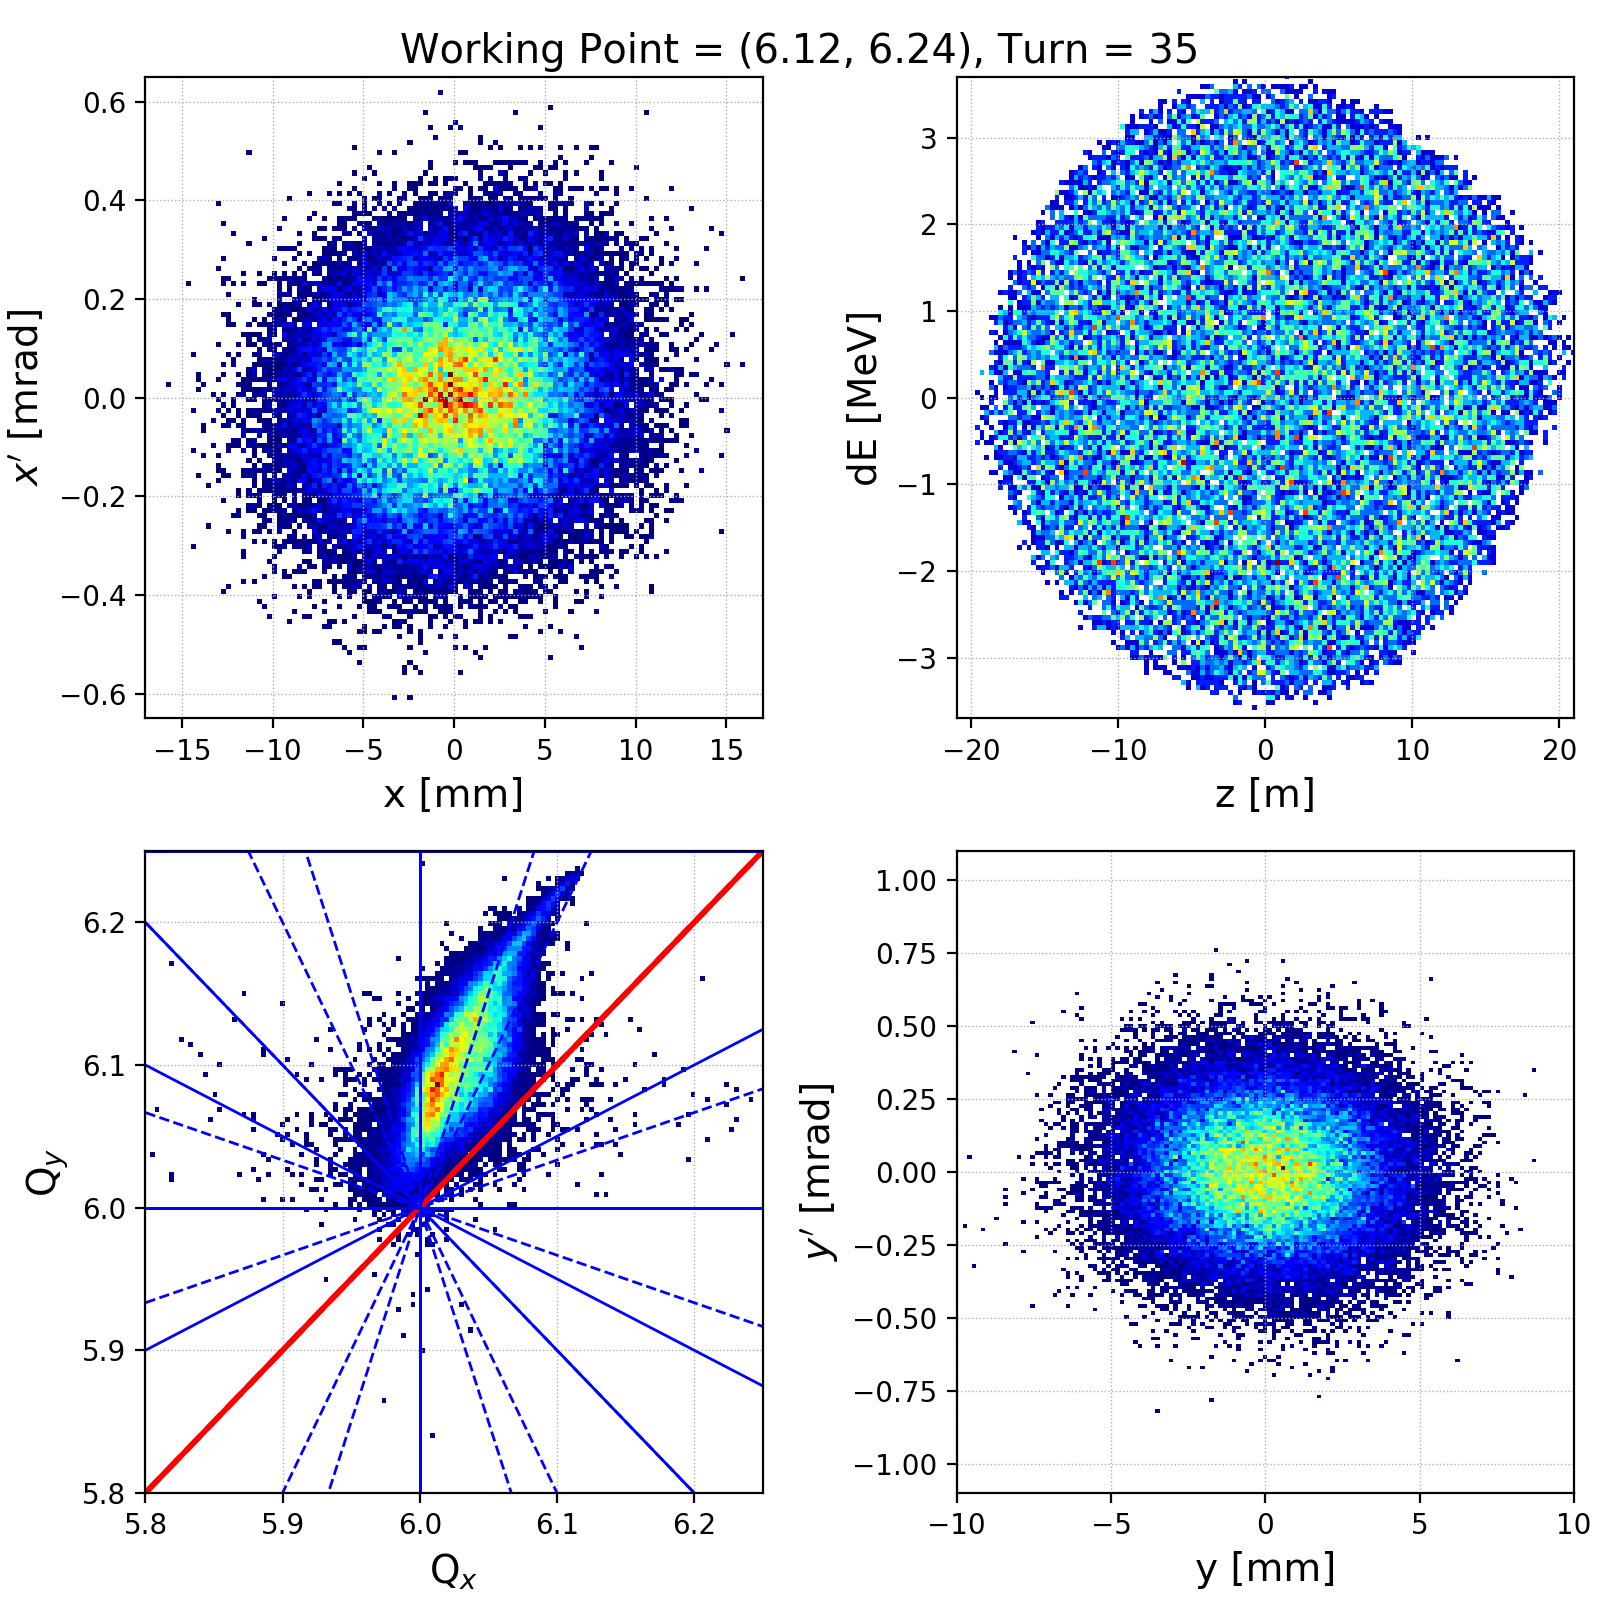 Working Point = (6.12, 6.24), Turn = 35
0.6
0.4
0.2
0.0
−0.2
−0.4
−0.6
x′ [mrad]
−15 −10 −5 0 5 10 15
x [mm]
3
2
1
0
−1
−2
−3
dE [MeV]
−20 −10 0 10 20
z [m]
6.2
6.1
6.0
5.9
5.8
Qy
5.8 5.9 6.0 6.1 6.2
Qx
1.00
0.75
0.50
0.25
0.00
−0.25
−0.50
−0.75
−1.00
y′ [mrad]
−10 −5 0 5 10
y [mm]